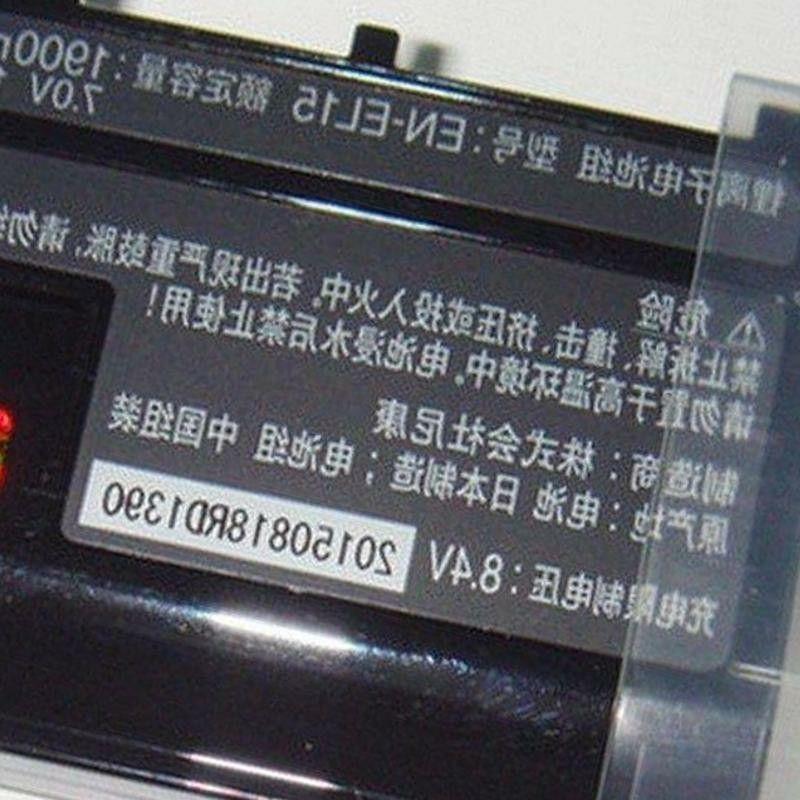 锂离子电池组 型号：EN-EL15 额定容量：1900
7.0V
⚠ 危险
禁止拆解、撞击、挤压或投入火中。若出现严重鼓胀，请勿
请勿置于高温环境中。电池浸水后禁止使用！
制造商：株式会社尼康
原产地：电池 日本制造；电池组 中国组装
充电限制电压：8.4V 20150818RD1390